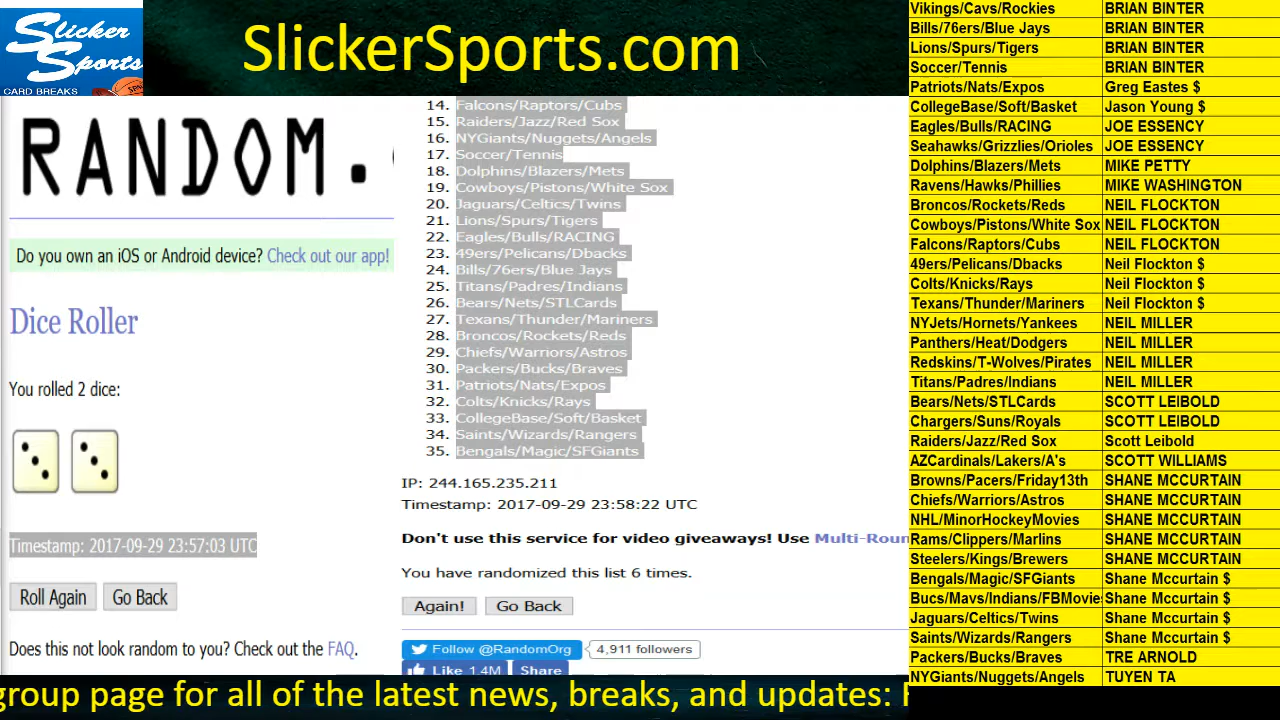 Slicker
Sports
CARD BREAKS
SlickerSports.com
RANDOM.
Do you own an iOS or Android device? Check out our app!
Dice Roller
You rolled 2 dice:
Timestamp: 2017-09-29 23:57:03 UTC
Roll Again
Go Back
Does this not look random to you? Check out the FAQ.
14. Falcons/Raptors/Cubs
15. Raiders/Jazz/Red Sox
16. NYGiants/Nuggets/Angels
17. Soccer/Tennis
18. Dolphins/Blazers/Mets
19. Cowboys/Pistons/White Sox
20. Jaguars/Celtics/Twins
21. Lions/Spurs/Tigers
22. Eagles/Bulls/RACING
23. 49ers/Pelicans/Dbacks
24. Bills/76ers/Blue Jays
25. Titans/Padres/Indians
26. Bears/Nets/STLCards
27. Texans/Thunder/Mariners
28. Broncos/Rockets/Reds
29. Chiefs/Warriors/Astros
30. Packers/Bucks/Braves
31. Patriots/Nats/Expos
32. Colts/Knicks/Rays
33. CollegeBase/Soft/Basket
34. Saints/Wizards/Rangers
35. Bengals/Magic/SFGiants
IP: 244.165.235.211
Timestamp: 2017-09-29 23:58:22 UTC
Don't use this service for video giveaways! Use Multi-Roun
You have randomized this list 6 times.
Again!
Go Back
Follow @RandomOrg
4,911 followers
Like 1.4M
Share
Vikings/Cavs/Rockies BRIAN BINTER
Bills/76ers/Blue Jays BRIAN BINTER
Lions/Spurs/Tigers BRIAN BINTER
Soccer/Tennis BRIAN BINTER
Patriots/Nats/Expos Greg Eastes $
CollegeBase/Soft/Basket Jason Young $
Eagles/Bulls/RACING JOE ESSENCY
Seahawks/Grizzlies/Orioles JOE ESSENCY
Dolphins/Blazers/Mets MIKE PETTY
Ravens/Hawks/Phillies MIKE WASHINGTON
Broncos/Rockets/Reds NEIL FLOCKTON
Cowboys/Pistons/White Sox NEIL FLOCKTON
Falcons/Raptors/Cubs NEIL FLOCKTON
49ers/Pelicans/Dbacks Neil Flockton $
Colts/Knicks/Rays Neil Flockton $
Texans/Thunder/Mariners Neil Flockton $
NYJets/Hornets/Yankees NEIL MILLER
Panthers/Heat/Dodgers NEIL MILLER
Redskins/T-Wolves/Pirates NEIL MILLER
Titans/Padres/Indians NEIL MILLER
Bears/Nets/STLCards SCOTT LEIBOLD
Chargers/Suns/Royals SCOTT LEIBOLD
Raiders/Jazz/Red Sox Scott Leibold
AZCardinals/Lakers/A's SCOTT WILLIAMS
Browns/Pacers/Friday13th SHANE MCCURTAIN
Chiefs/Warriors/Astros SHANE MCCURTAIN
NHL/MinorHockeyMovies SHANE MCCURTAIN
Rams/Clippers/Marlins SHANE MCCURTAIN
Steelers/Kings/Brewers SHANE MCCURTAIN
Bengals/Magic/SFGiants Shane Mccurtain $
Bucs/Mavs/Indians/FBMovies Shane Mccurtain $
Jaguars/Celtics/Twins Shane Mccurtain $
Saints/Wizards/Rangers Shane Mccurtain $
Packers/Bucks/Braves TRE ARNOLD
NYGiants/Nuggets/Angels TUYEN TA
group page for all of the latest news, breaks, and updates: F